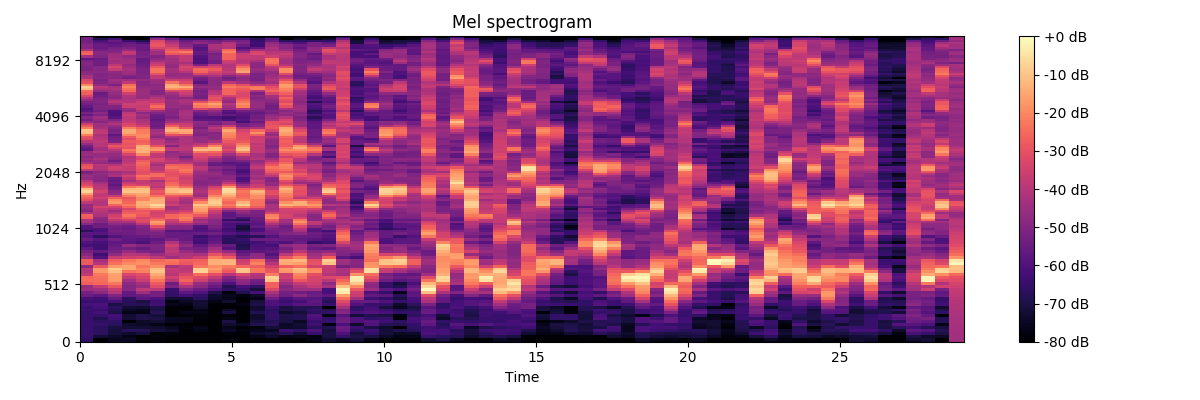 Mel spectrogram
Hz
8192
4096
2048
1024
512
0
0 5 10 15 20 25
Time
+0 dB
-10 dB
-20 dB
-30 dB
-40 dB
-50 dB
-60 dB
-70 dB
-80 dB